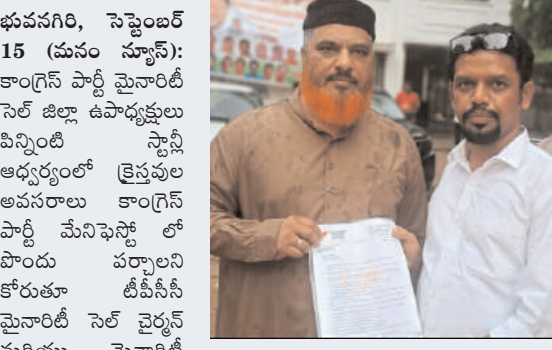 భువనగిరి, సెప్టెంబర్
15 (మనం న్యూస్):
కాంగ్రెస్ పార్టీ మైనారిటీ
సెల్ జిల్లా ఉపాధ్యక్షులు
పిన్నింటి స్టాన్లీ
ఆధ్వర్యంలో క్రైస్తవుల
అవసరాలు కాంగ్రెస్
పార్టీ మేనిఫెస్టో లో
పొందు పర్చాలని
కోరుతూ టీపీసీసీ
మైనారిటీ సెల్ చైర్మన్